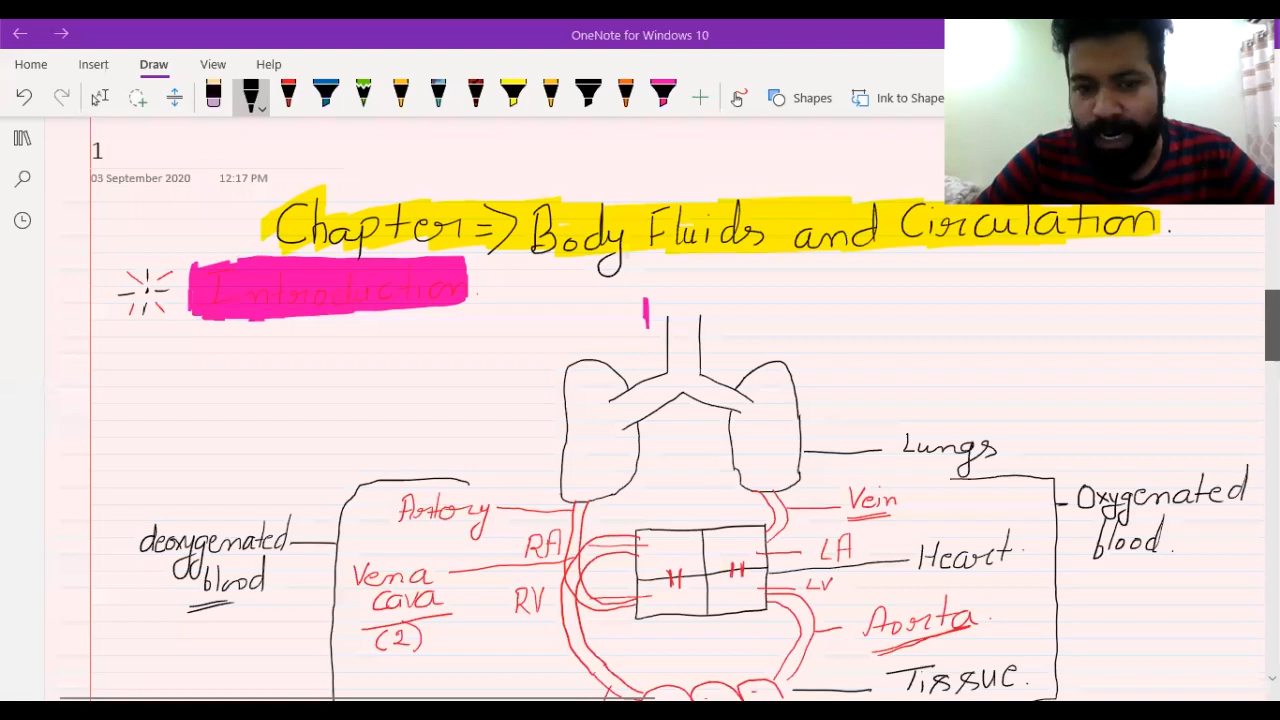 OneNote for Windows 10
Home Insert Draw View Help
Shapes Ink to Shape
1
03 September 2020 12:17 PM
Chapter => Body Fluids and Circulation.
Introduction.
Lungs
Oxygenated
blood.
Artory
Vein
deoxygenated
blood
RA
LA
Heart.
Vena
cava
(2)
RV
LV
Aorta.
Tissue.
H H